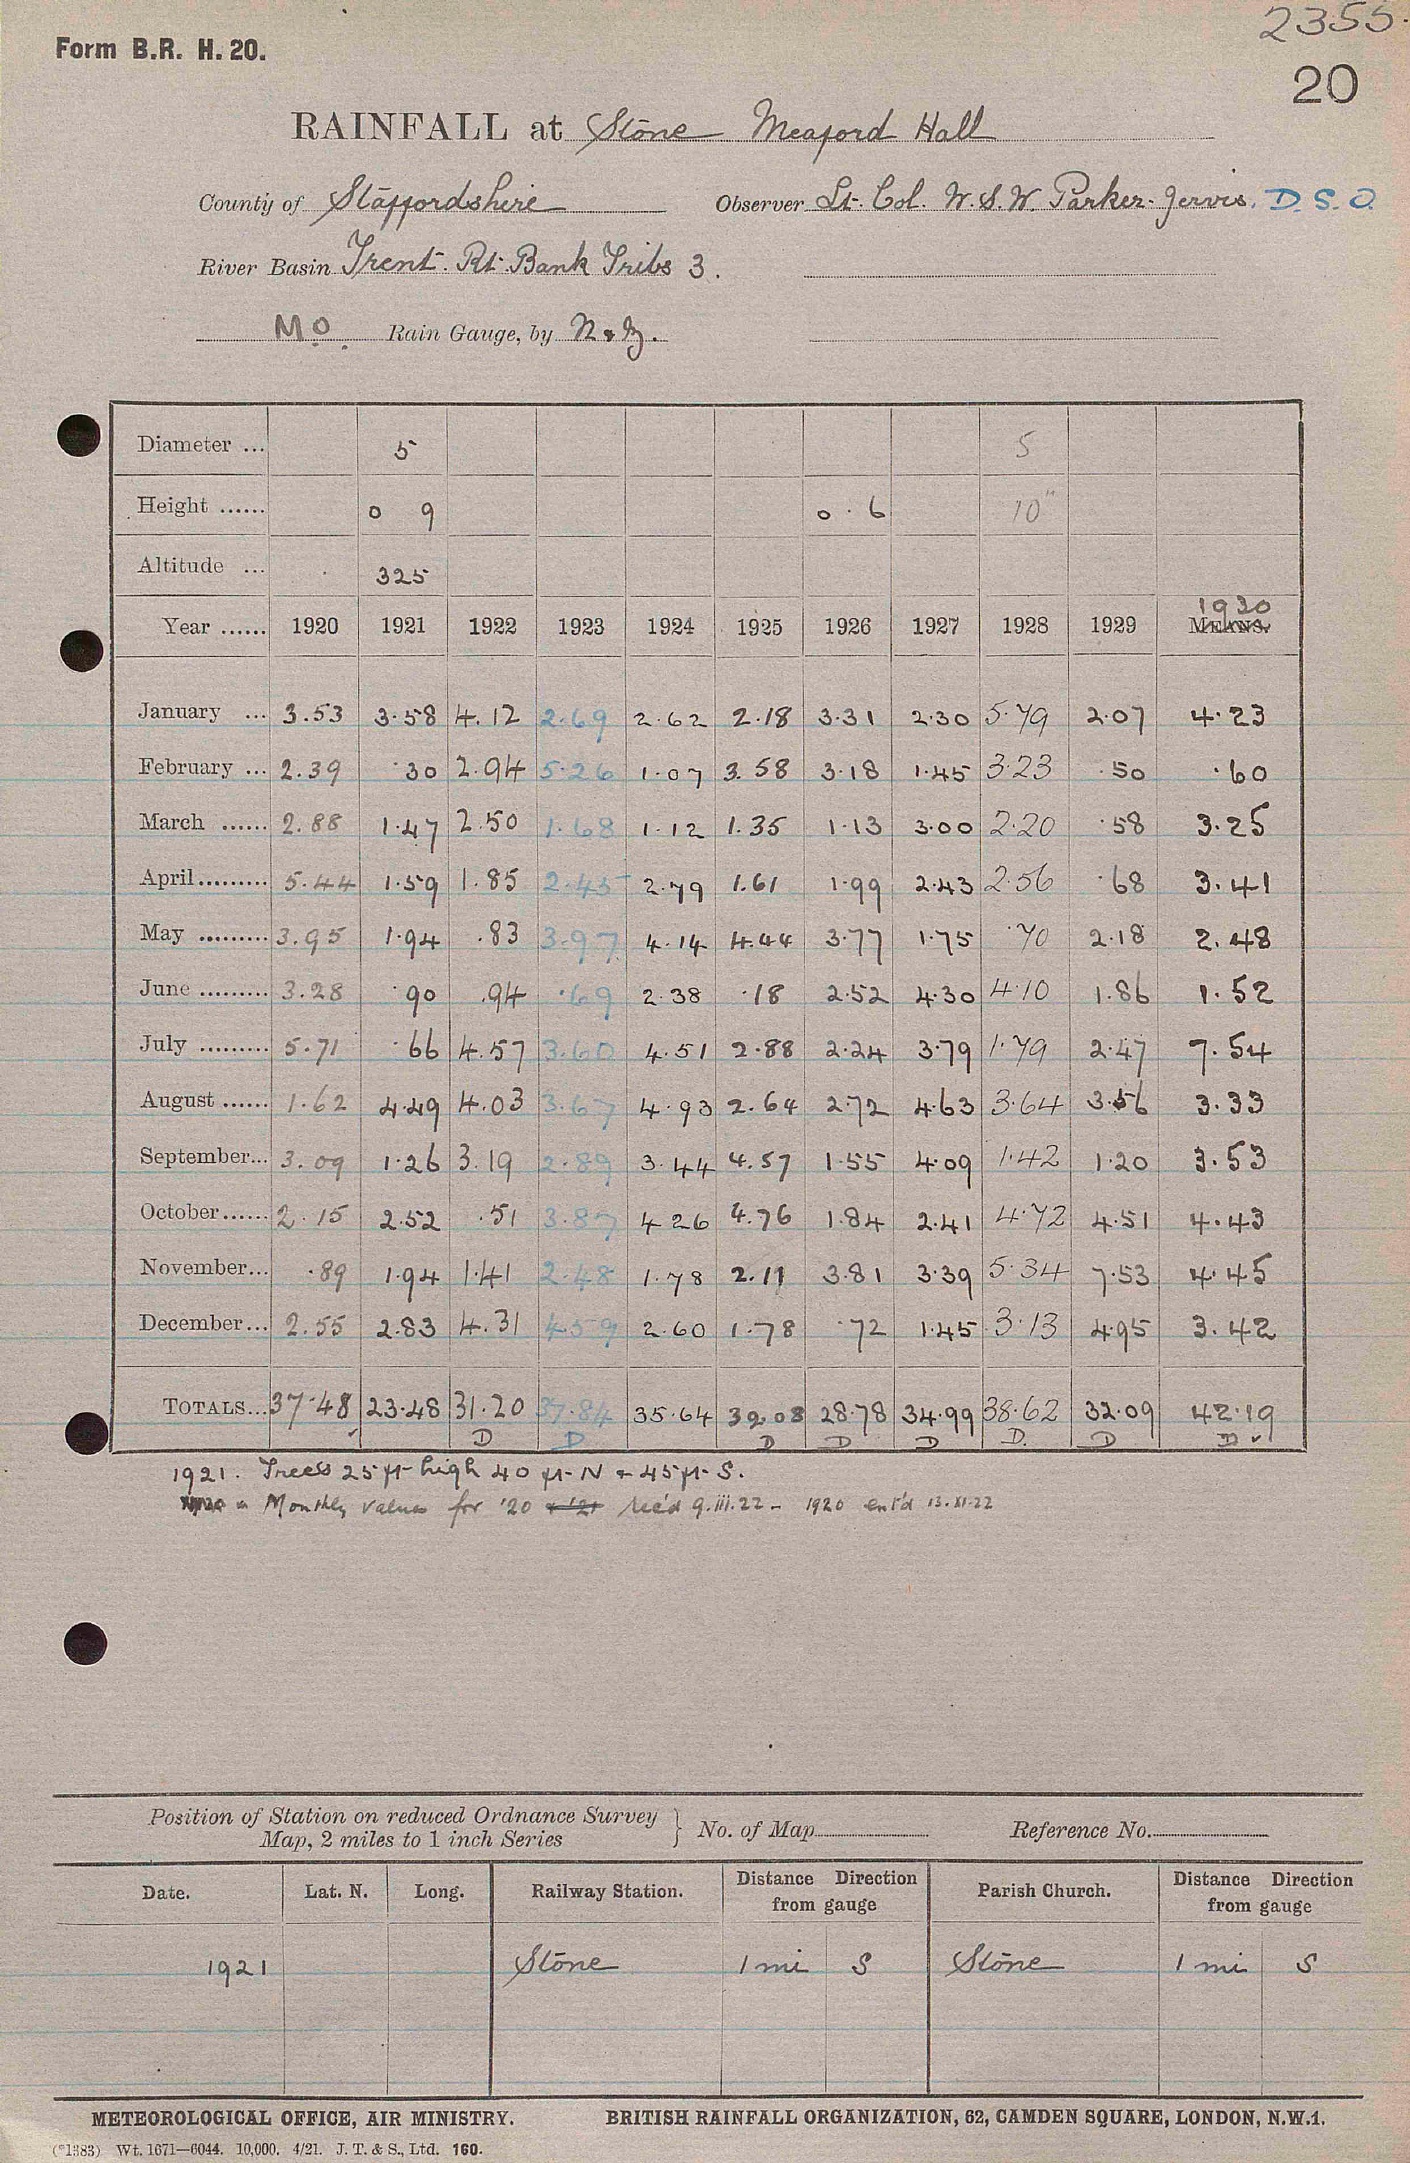 2355.
Form B.R. H. 20.
20
RAINFALL at Stone Meaford Hall
County of Staffordshire Observer Lt. Col. W. S. W. Parker-Jervis. D. S. O.
River Basin Trent. Rt. Bank Tribs 3.
Mo. Rain Gauge, by N & Z.
Diameter ... 5 5
Height ...... 0 9 0 . 6 10"
Altitude ... 325
1930
Year ...... 1920 1921 1922 1923 1924 1925 1926 1927 1928 1929 MEANS.
January ... 3.53 3.58 4.12 2.69 2.62 2.18 3.31 2.30 5.79 2.07 4.23
February ... 2.39 .30 2.94 5.26 1.07 3.58 3.18 1.45 3.23 .50 .60
March ...... 2.88 1.47 2.50 1.68 1.12 1.35 1.13 3.00 2.20 .58 3.25
April......... 5.44 1.59 1.85 2.45 2.79 1.61 1.99 2.43 2.56 .68 3.41
May ......... 3.95 1.94 .83 3.97 4.14 4.44 3.77 1.75 .70 2.18 2.48
June ......... 3.28 .90 .94 .69 2.38 .18 2.52 4.30 4.10 1.86 1.52
July ......... 5.71 .66 4.57 3.60 4.51 2.88 2.24 3.79 1.79 2.47 7.54
August ...... 1.62 4.49 4.03 3.67 4.93 2.64 2.72 4.63 3.64 3.56 3.33
September... 3.09 1.26 3.19 2.89 3.44 4.57 1.55 4.09 1.42 1.20 3.53
October...... 2.15 2.52 .51 3.87 4.26 4.76 1.84 2.41 4.72 4.51 4.43
November... .89 1.94 1.41 2.48 1.78 2.11 3.81 3.39 5.34 7.53 4.45
December... 2.55 2.83 4.31 4.59 2.60 1.78 .72 1.45 3.13 4.95 3.42
TOTALS... 37.48 23.48 31.20 37.84 35.64 32.08 28.78 34.99 38.62 32.09 42.19
D D D D D D. D D
1921. Trees 25 ft high 40 ft N & 45 ft S.
Monthly values for '20 & '21 rec'd 9.iii.22 - 1920 ent'd 13.XI.22
Position of Station on reduced Ordnance Survey
Map, 2 miles to 1 inch Series } No. of Map Reference No.
Date. Lat. N. Long. Railway Station. Distance from gauge Direction Parish Church. Distance from gauge Direction
1921 Stone 1 mi S Stone 1 mi S
METEOROLOGICAL OFFICE, AIR MINISTRY. BRITISH RAINFALL ORGANIZATION, 62, CAMDEN SQUARE, LONDON, N.W.1.
(*1383) Wt. 1671—6044. 10,000. 4/21. J. T. & S., Ltd. 160.